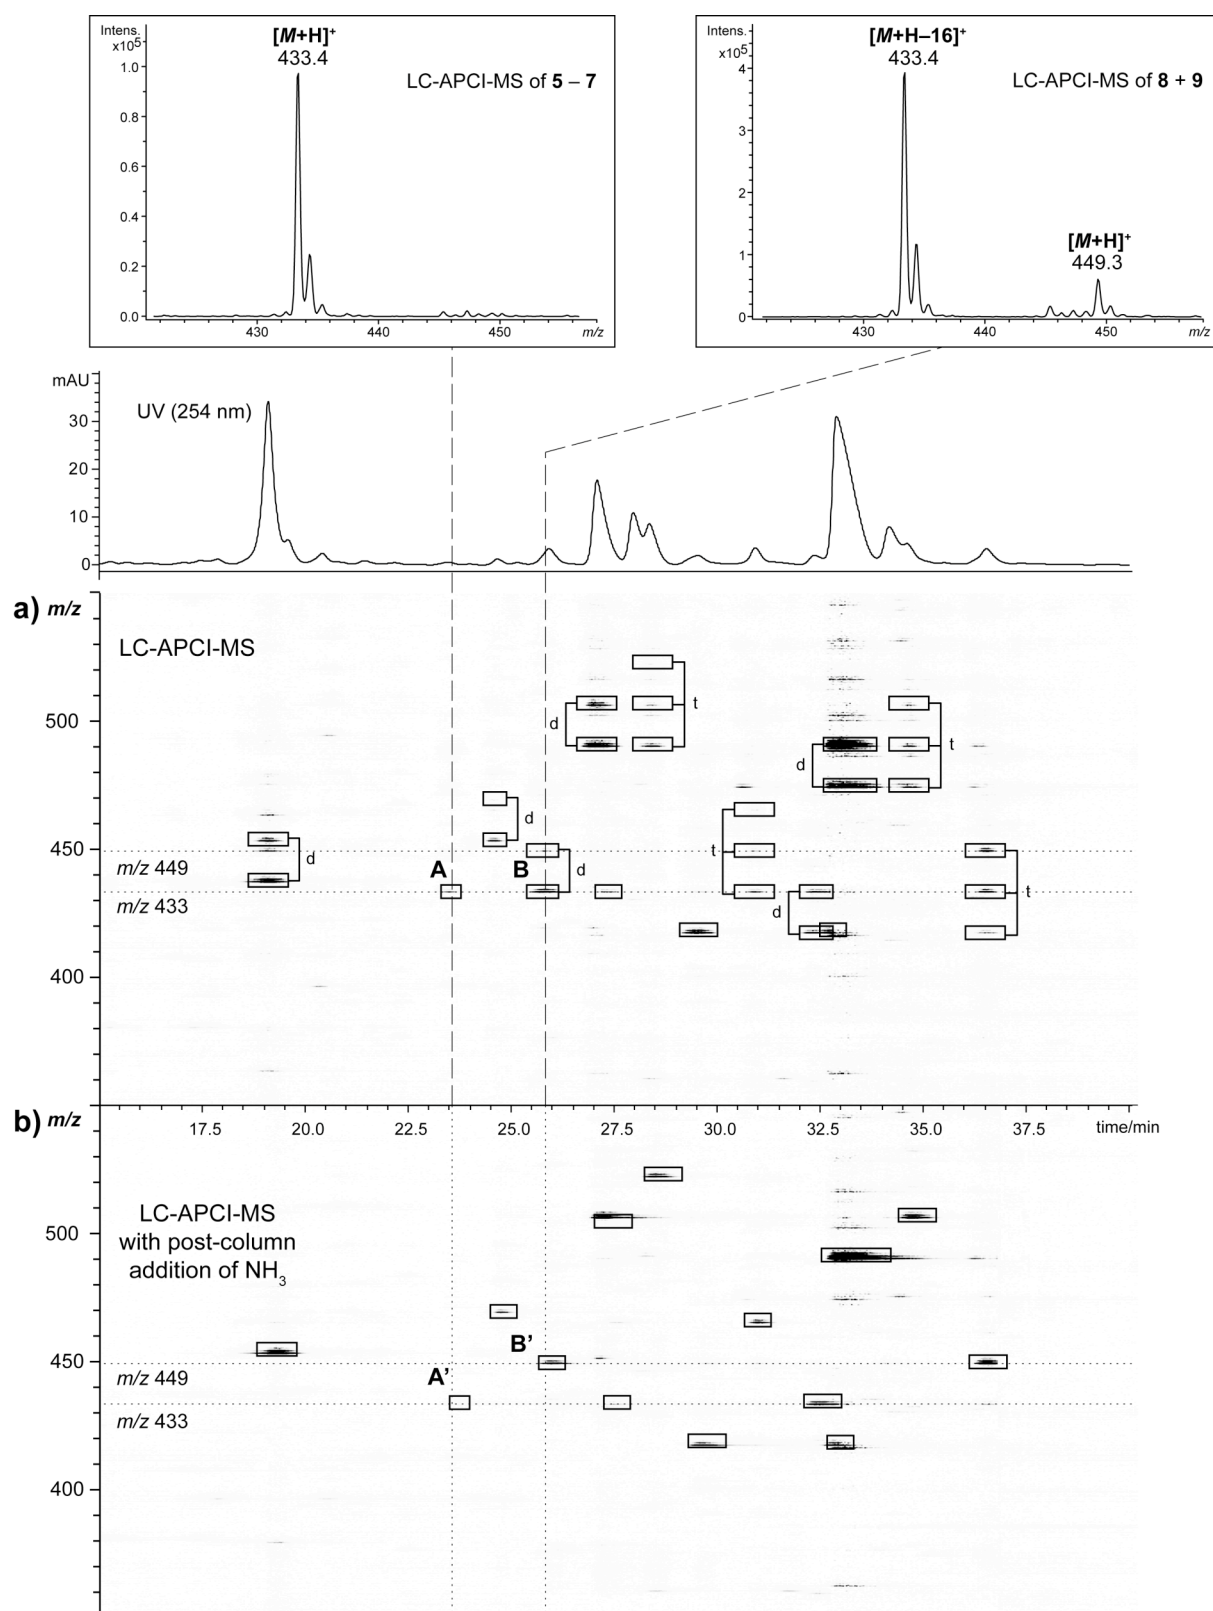 Intens.
x10⁵
[M+H]⁺
433.4
LC-APCI-MS of 5 – 7
1.0
0.8
0.6
0.4
0.2
0.0
430
440
450
m/z
Intens.
x10⁵
[M+H–16]⁺
433.4
LC-APCI-MS of 8 + 9
4
3
2
1
0
[M+H]⁺
449.3
430
440
450
m/z
mAU
UV (254 nm)
30
20
10
0
a) m/z
LC-APCI-MS
500
450
400
m/z 449
m/z 433
d
A
d
B
d
d
t
t
d
d
t
t
17.5
20.0
22.5
25.0
27.5
30.0
32.5
35.0
37.5
time/min
b) m/z
LC-APCI-MS
with post-column
addition of NH₃
500
450
400
m/z 449
m/z 433
A’
B’